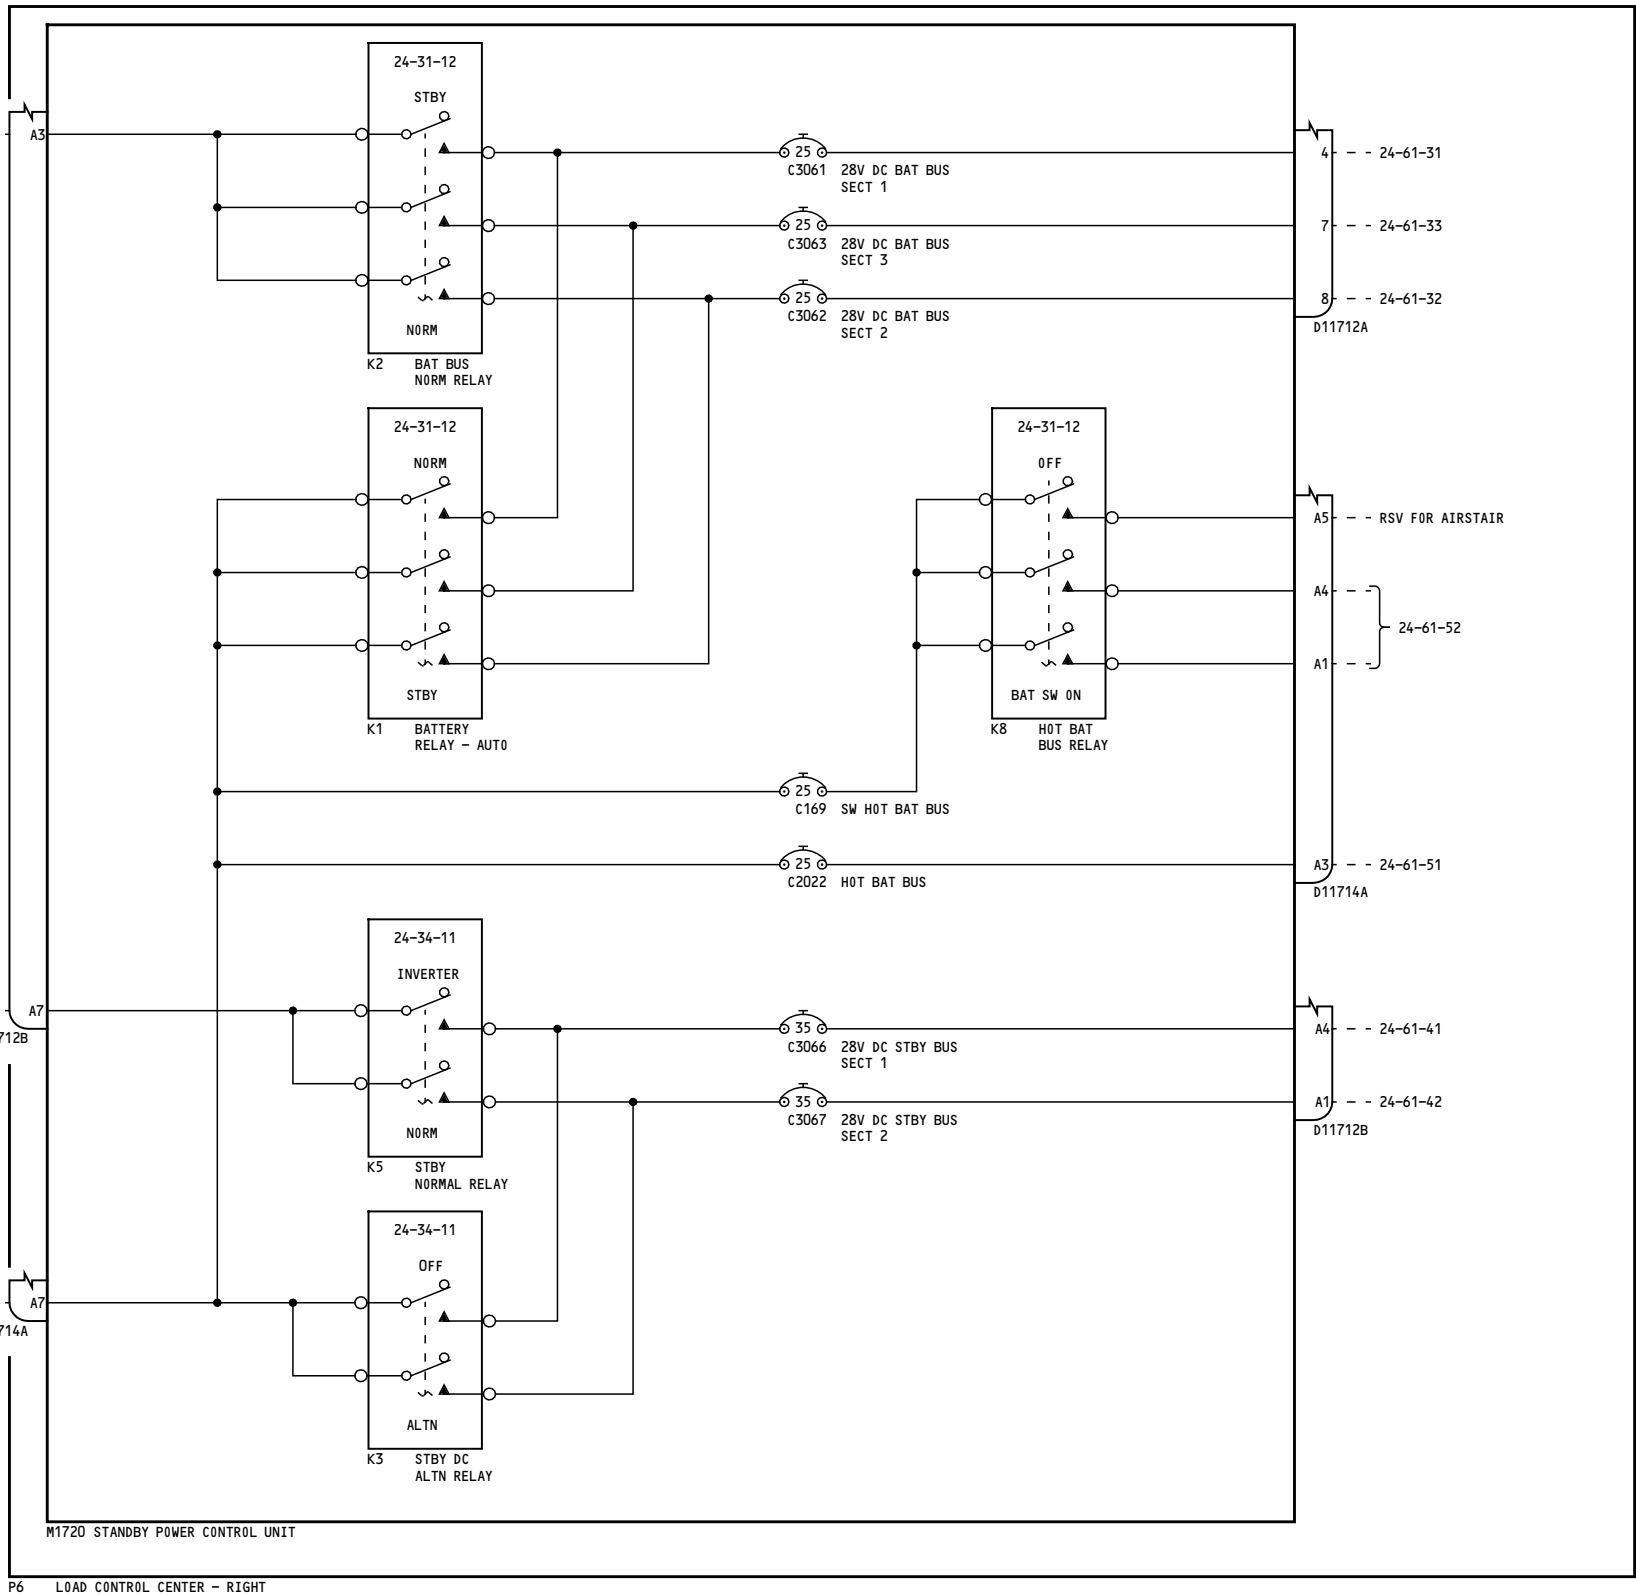 24-31-12
STBY
A3
25
4
24-61-31
C3061 28V DC BAT BUS
SECT 1
25
7
24-61-33
C3063 28V DC BAT BUS
SECT 3
25
8
24-61-32
C3062 28V DC BAT BUS
SECT 2
D11712A
NORM
K2 BAT BUS
NORM RELAY
24-31-12
NORM
24-31-12
OFF
A5
RSV FOR AIRSTAIR
A4
24-61-52
A1
STBY
BAT SW ON
K1 BATTERY
RELAY - AUTO
K8 HOT BAT
BUS RELAY
25
C169 SW HOT BAT BUS
25
A3
24-61-51
C2022 HOT BAT BUS
D11714A
24-34-11
INVERTER
A7
712B
35
A4
24-61-41
C3066 28V DC STBY BUS
SECT 1
35
A1
24-61-42
C3067 28V DC STBY BUS
SECT 2
D11712B
NORM
K5 STBY
NORMAL RELAY
24-34-11
OFF
A7
714A
ALTN
K3 STBY DC
ALTN RELAY
M1720 STANDBY POWER CONTROL UNIT
P6 LOAD CONTROL CENTER - RIGHT